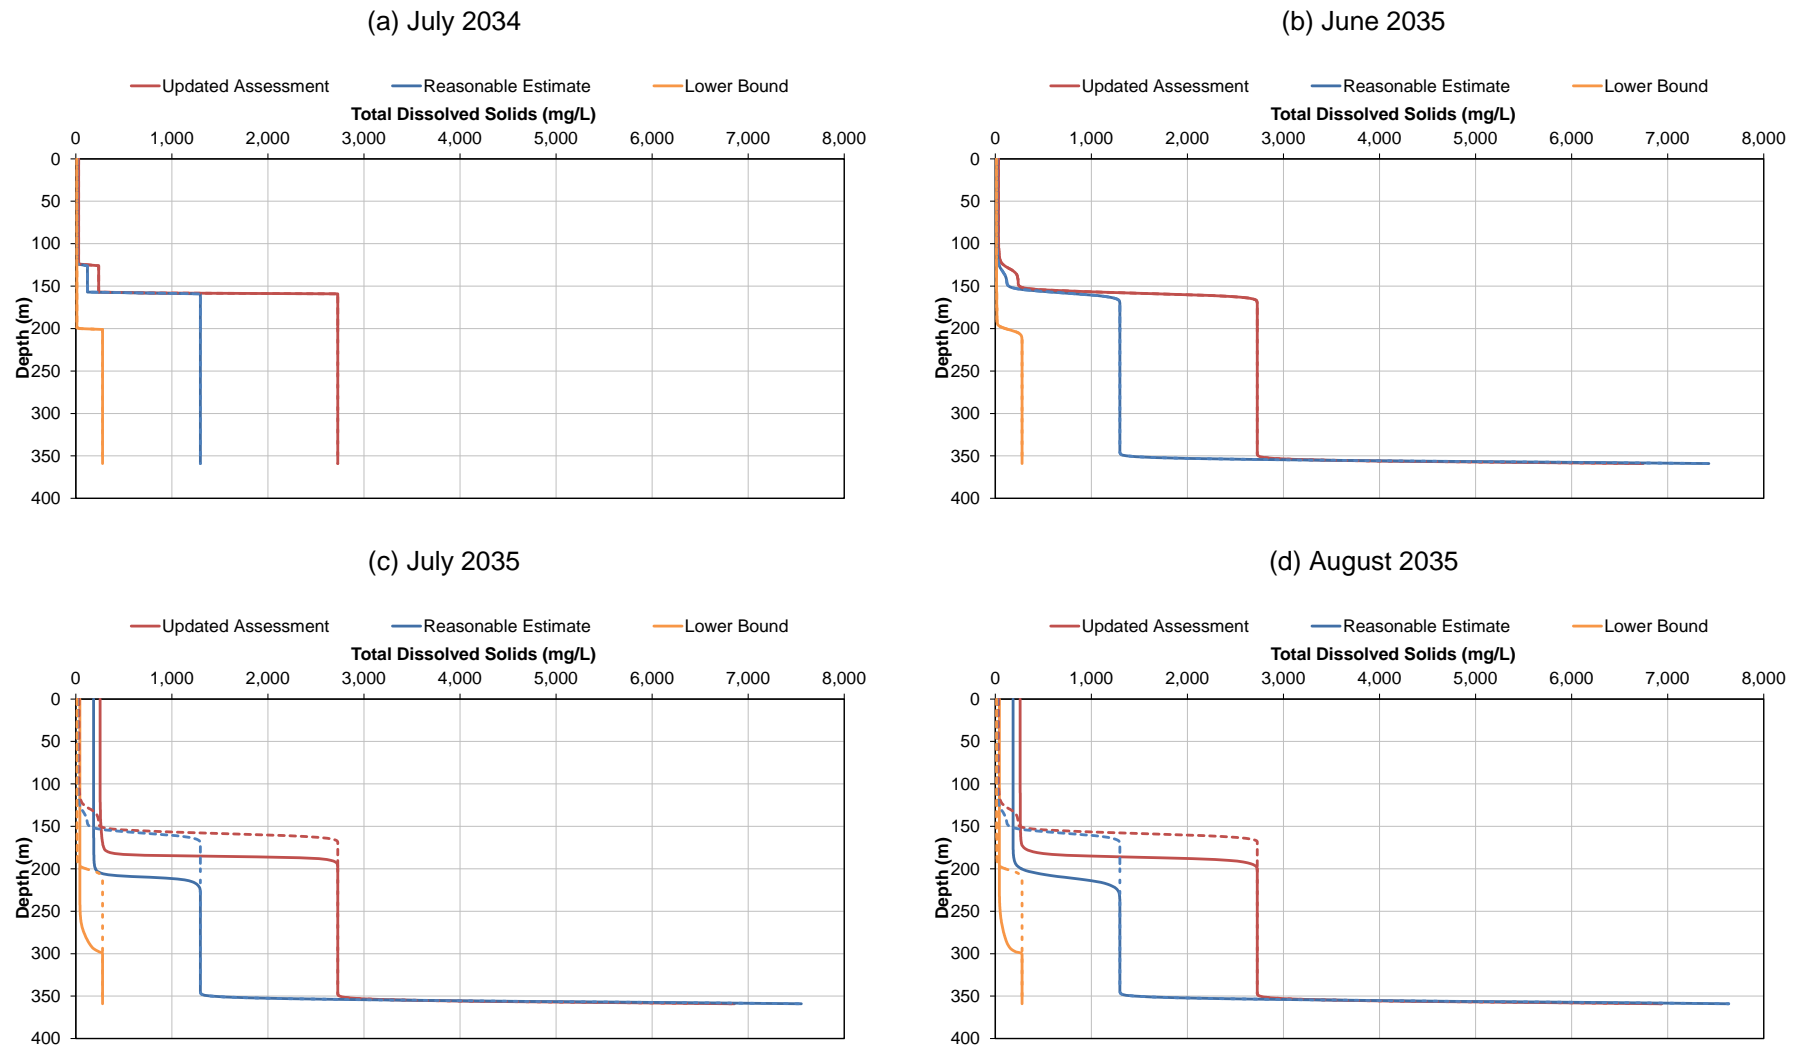 (a) July 2034
Updated Assessment Reasonable Estimate Lower Bound
Total Dissolved Solids (mg/L)
0 1,000 2,000 3,000 4,000 5,000 6,000 7,000 8,000
0
50
100
150
200
250
300
350
400
Depth (m)
(b) June 2035
Updated Assessment Reasonable Estimate Lower Bound
Total Dissolved Solids (mg/L)
0 1,000 2,000 3,000 4,000 5,000 6,000 7,000 8,000
0
50
100
150
200
250
300
350
400
Depth (m)
(c) July 2035
Updated Assessment Reasonable Estimate Lower Bound
Total Dissolved Solids (mg/L)
0 1,000 2,000 3,000 4,000 5,000 6,000 7,000 8,000
0
50
100
150
200
250
300
350
400
Depth (m)
(d) August 2035
Updated Assessment Reasonable Estimate Lower Bound
Total Dissolved Solids (mg/L)
0 1,000 2,000 3,000 4,000 5,000 6,000 7,000 8,000
0
50
100
150
200
250
300
350
400
Depth (m)